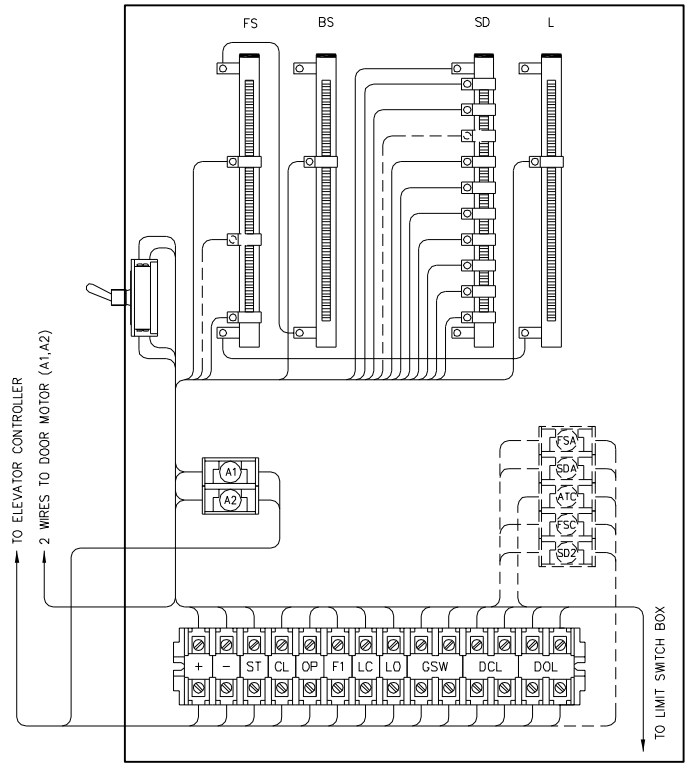 FS
BS
SD
L
TO ELEVATOR CONTROLLER
2 WIRES TO DOOR MOTOR (A1,A2)
A1
A2
FSA
SDA
ATC
FSC
SD2
+ − ST CL OP F1 LC LO GSW DCL DOL
TO LIMIT SWITCH BOX